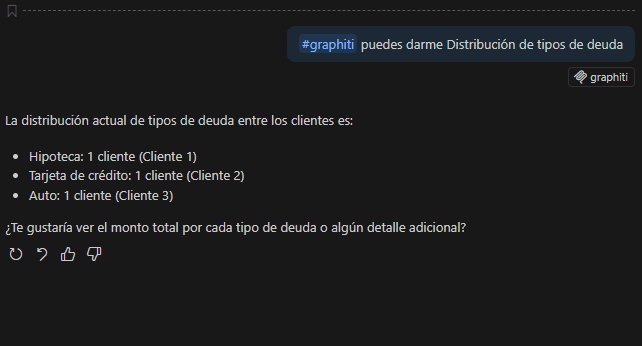 #graphiti puedes darme Distribución de tipos de deuda
graphiti
La distribución actual de tipos de deuda entre los clientes es:
• Hipoteca: 1 cliente (Cliente 1)
• Tarjeta de crédito: 1 cliente (Cliente 2)
• Auto: 1 cliente (Cliente 3)
¿Te gustaría ver el monto total por cada tipo de deuda o algún detalle adicional?